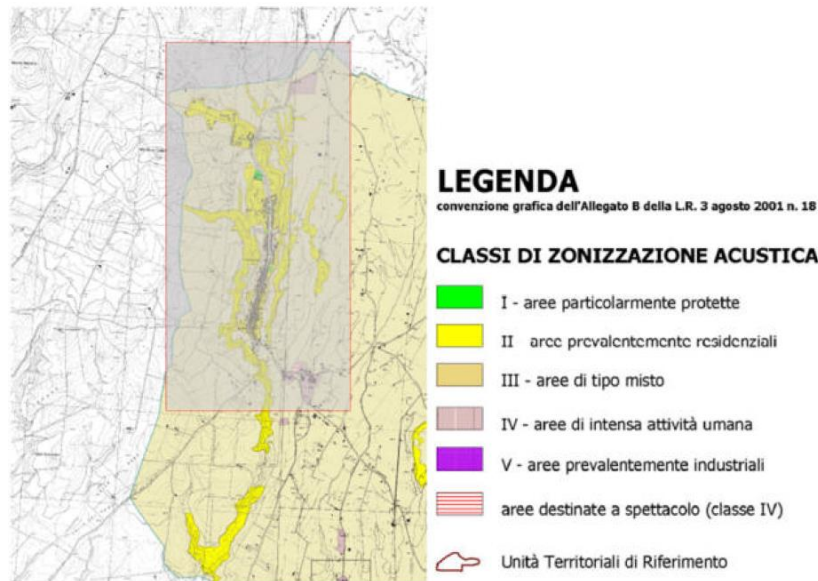 LEGENDA
convenzione grafica dell'Allegato B della L.R. 3 agosto 2001 n. 18
CLASSI DI ZONIZZAZIONE ACUSTICA
I - aree particolarmente protette
II - aree prevalentemente residenziali
III - aree di tipo misto
IV - aree di intensa attività umana
V - aree prevalentemente industriali
aree destinate a spettacolo (classe IV)
Unità Territoriali di Riferimento